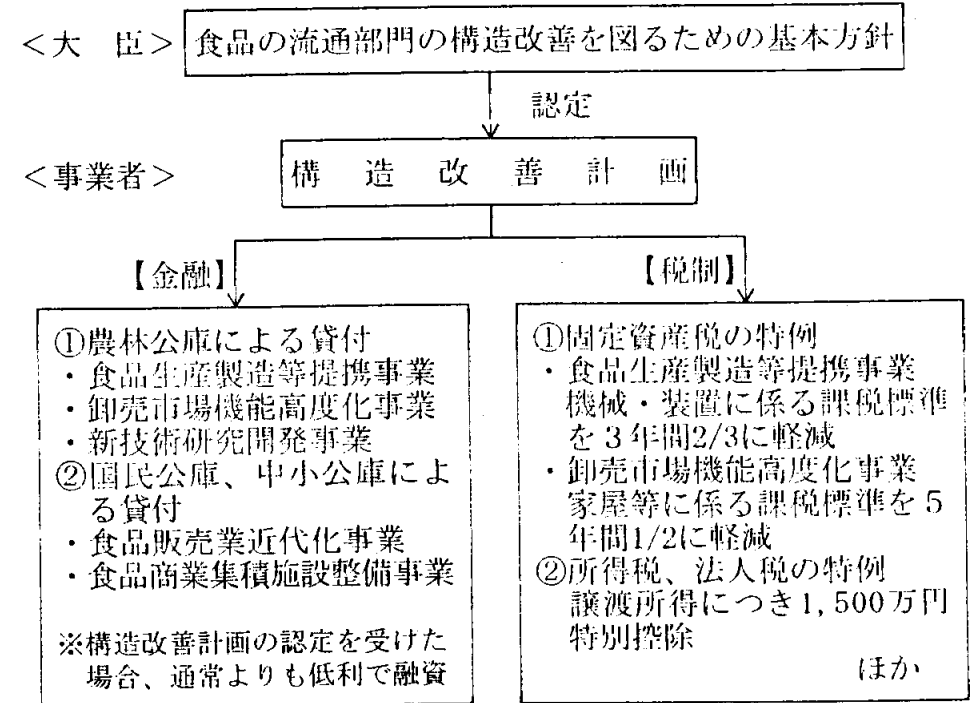 ＜大　臣＞ 食品の流通部門の構造改善を図るための基本方針
認定
＜事業者＞ 構造改善計画
【金融】
①農林公庫による貸付
・食品生産製造等提携事業
・卸売市場機能高度化事業
・新技術研究開発事業
②国民公庫、中小公庫によ
る貸付
・食品販売業近代化事業
・食品商業集積施設整備事業
※構造改善計画の認定を受けた
場合、通常よりも低利で融資
【税制】
①固定資産税の特例
・食品生産製造等提携事業
機械・装置に係る課税標準
を３年間2/3に軽減
・卸売市場機能高度化事業
家屋等に係る課税標準を５
年間1/2に軽減
②所得税、法人税の特例
譲渡所得につき1,500万円
特別控除
ほか